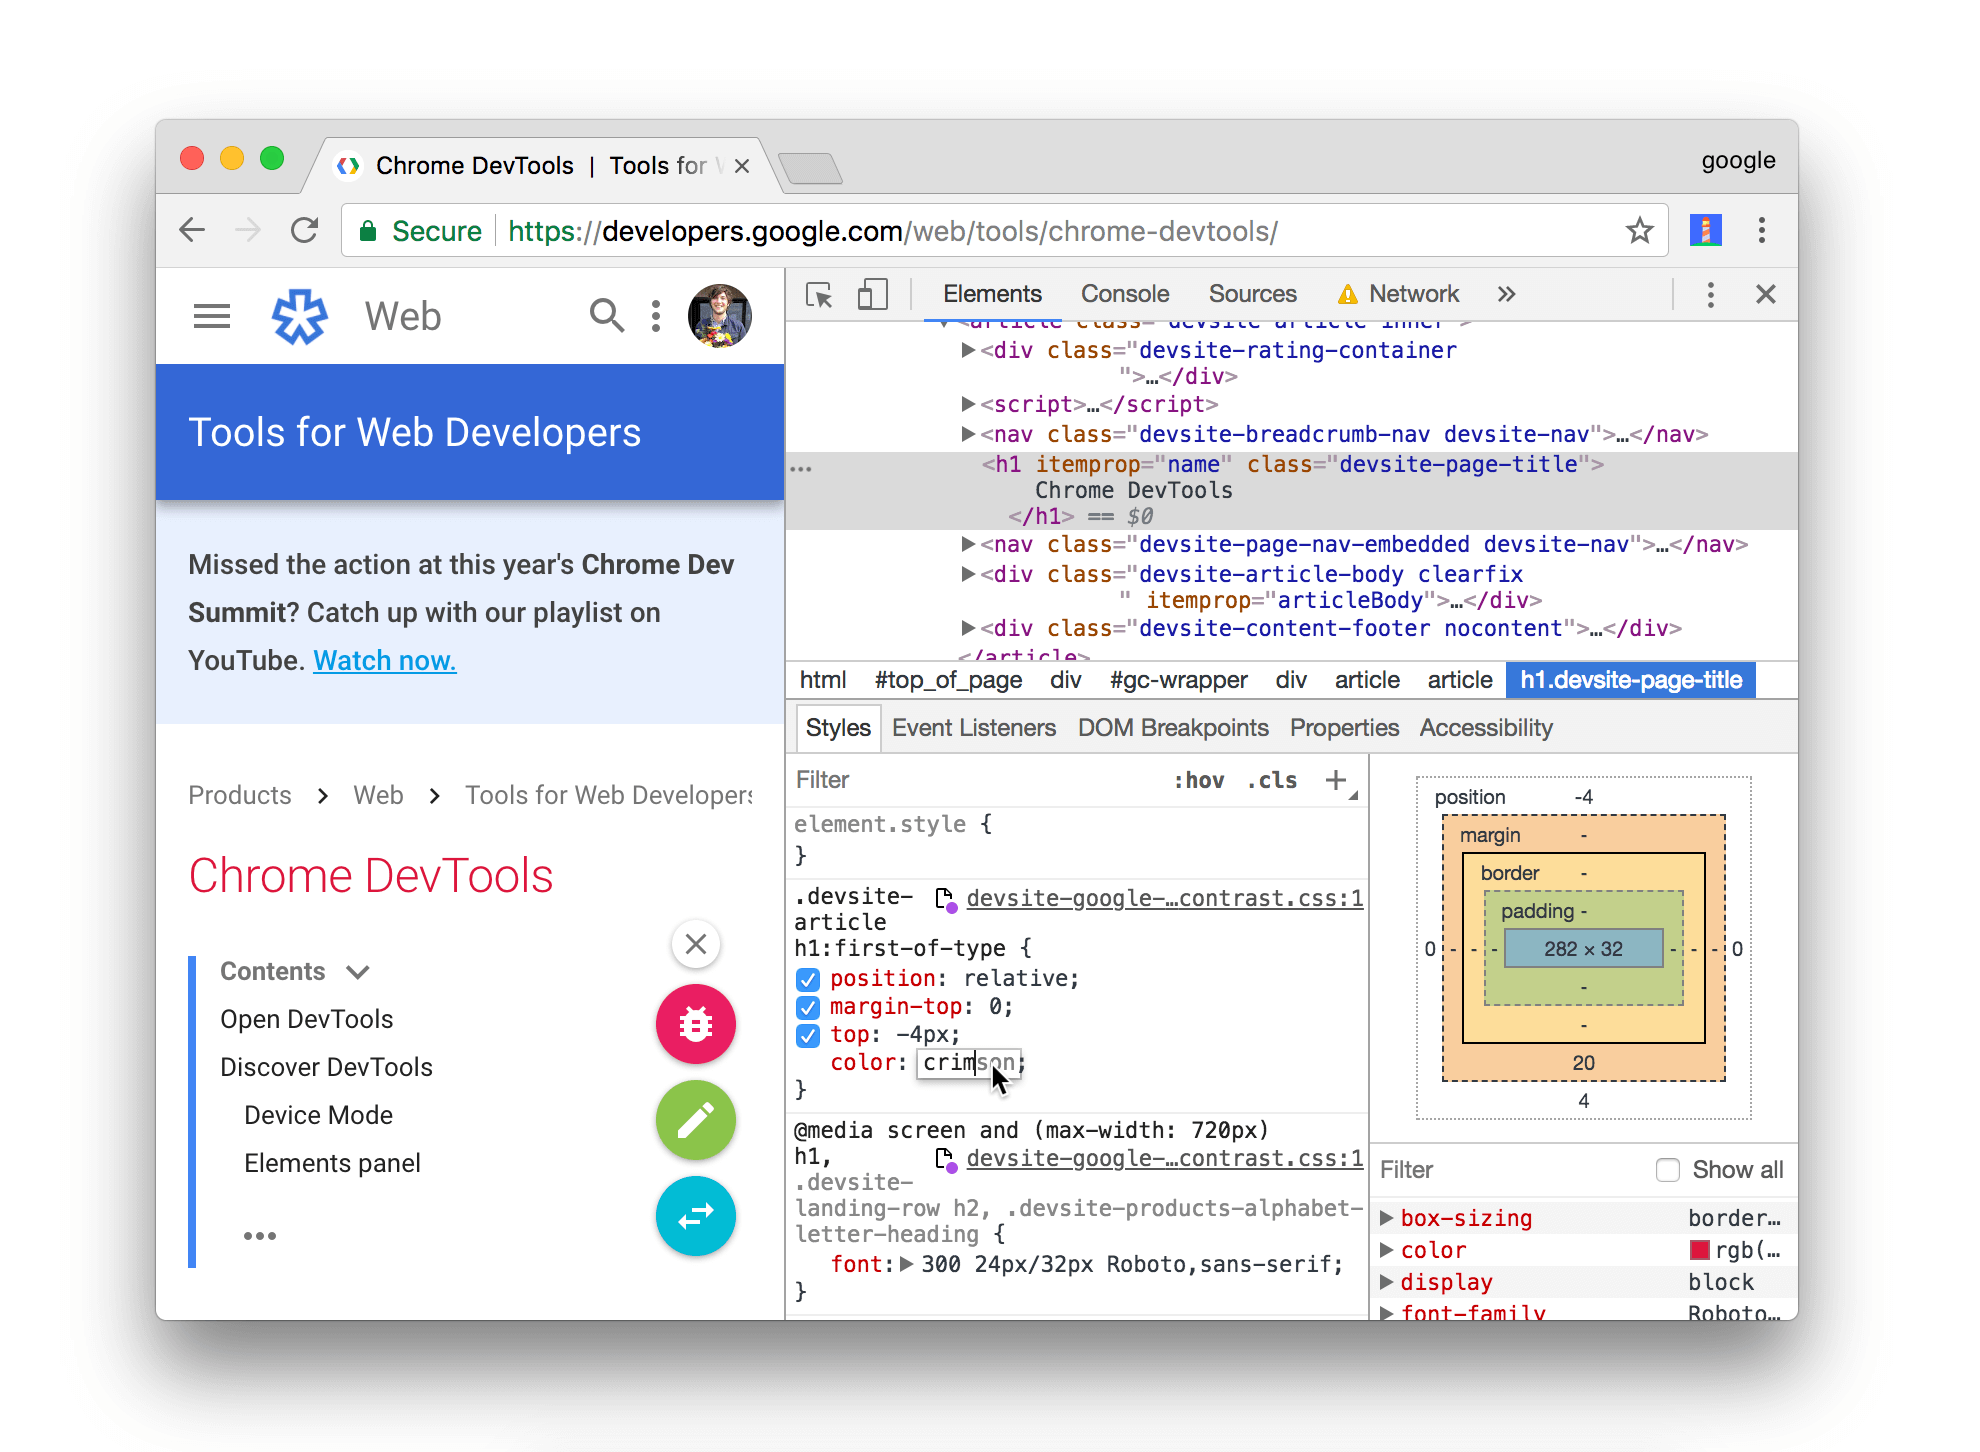 Chrome DevTools | Tools for W
google
Secure https://developers.google.com/web/tools/chrome-devtools/
Web
Tools for Web Developers
Missed the action at this year's Chrome Dev
Summit? Catch up with our playlist on
YouTube. Watch now.
Products > Web > Tools for Web Developers
Chrome DevTools
Contents
Open DevTools
Discover DevTools
Device Mode
Elements panel
•••
Elements Console Sources Network »
<article class="devsite-article-inner">
<div class="devsite-rating-container
">…</div>
<script>…</script>
<nav class="devsite-breadcrumb-nav devsite-nav">…</nav>
<h1 itemprop="name" class="devsite-page-title">
Chrome DevTools
</h1> == $0
<nav class="devsite-page-nav-embedded devsite-nav">…</nav>
<div class="devsite-article-body clearfix
" itemprop="articleBody">…</div>
<div class="devsite-content-footer nocontent">…</div>
</article>
html #top_of_page div #gc-wrapper div article article h1.devsite-page-title
Styles Event Listeners DOM Breakpoints Properties Accessibility
Filter :hov .cls +
element.style {
}
.devsite- devsite-google-…contrast.css:1
article
h1:first-of-type {
position: relative;
margin-top: 0;
top: -4px;
color: crimson;
}
@media screen and (max-width: 720px)
h1, devsite-google-…contrast.css:1
.devsite-
landing-row h2, .devsite-products-alphabet-
letter-heading {
font: 300 24px/32px Roboto,sans-serif;
}
position -4
margin -
border -
padding -
0 - - - 282 × 32 - - - 0
-
-
20
4
Filter Show all
box-sizing border…
color rgb(…
display block
font-family Roboto…